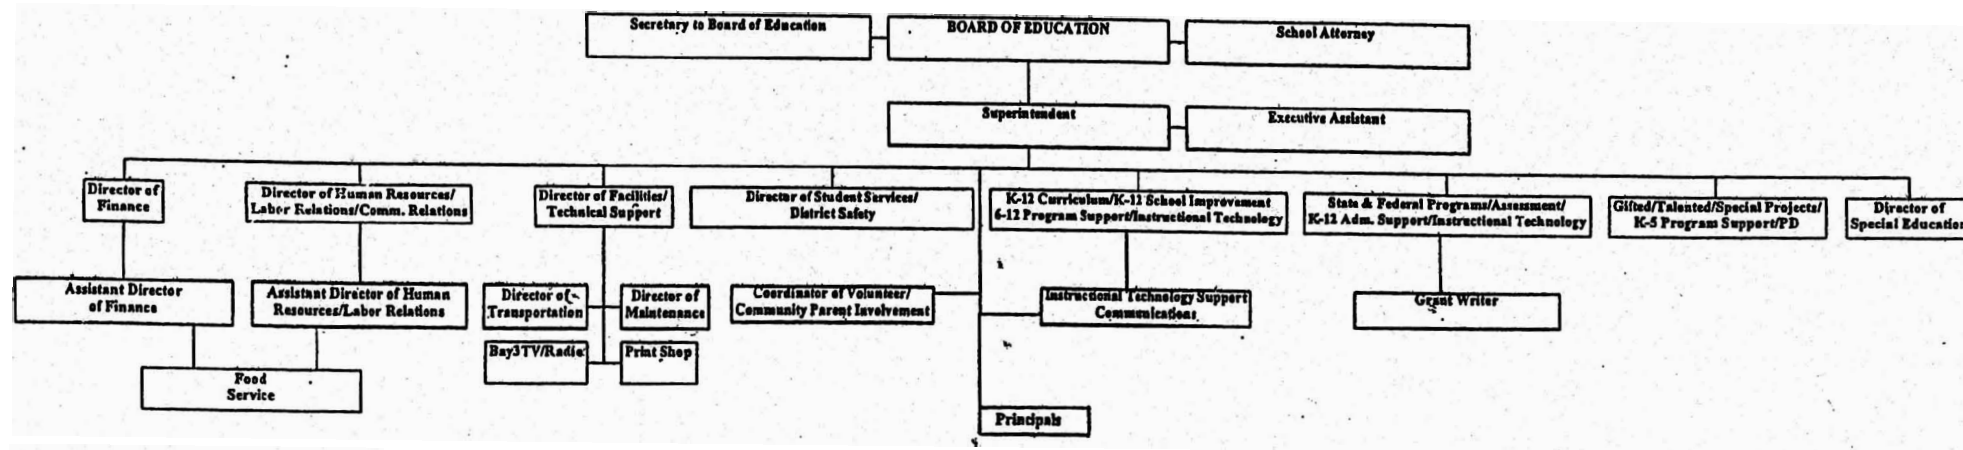 Secretary to Board of Education
BOARD OF EDUCATION
School Attorney
Superintendent
Executive Assistant
Director of
Finance
Director of Human Resources/
Labor Relations/Comm. Relations
Director of Facilities/
Technical Support
Director of Student Services/
District Safety
K-12 Curriculum/K-12 School Improvement
6-12 Program Support/Instructional Technology
State & Federal Programs/Assessment/
K-12 Adm. Support/Instructional Technology
Gifted/Talented/Special Projects/
K-5 Program Support/PD
Director of
Special Education
Assistant Director
of Finance
Assistant Director of Human
Resources/Labor Relations
Director of
Transportation
Director of
Maintenance
Coordinator of Volunteer/
Community Parent Involvement
Instructional Technology Support
Communications
Grant Writer
Bay3TV/Radio
Print Shop
Food
Service
Principals